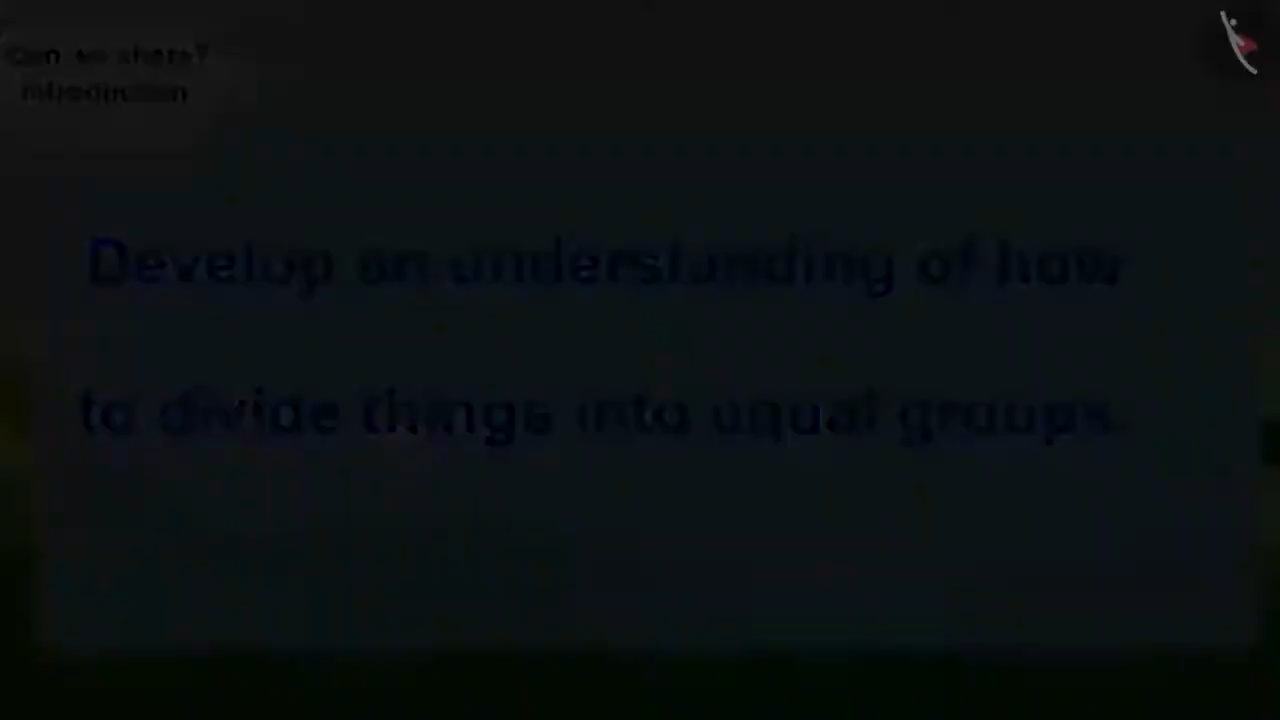 Can we share?
Introduction
Develop an understanding of how
to divide things into equal groups.